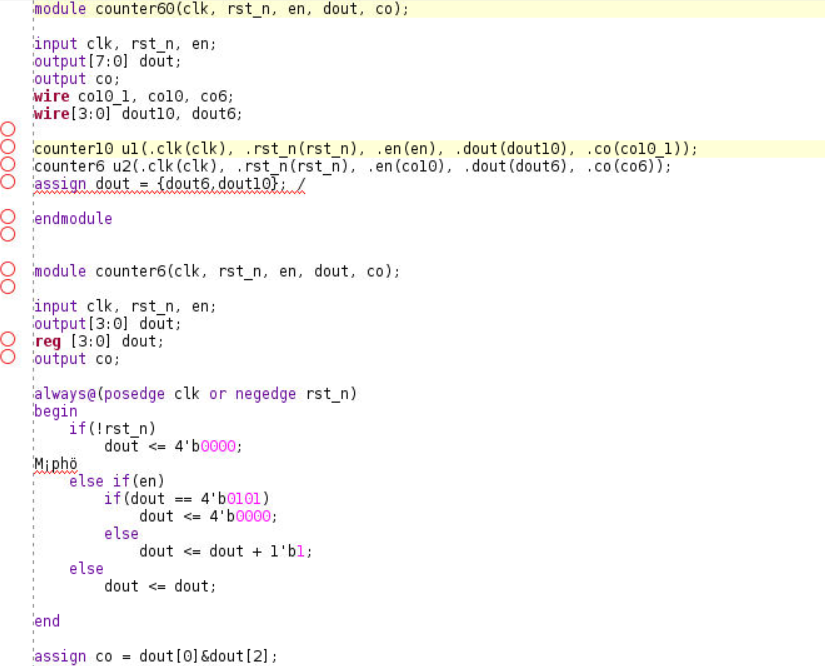 module counter60(clk, rst_n, en, dout, co);
input clk, rst_n, en;
output[7:0] dout;
output co;
wire co10_1, co10, co6;
wire[3:0] dout10, dout6;
counter10 u1(.clk(clk), .rst_n(rst_n), .en(en), .dout(dout10), .co(co10_1));
counter6 u2(.clk(clk), .rst_n(rst_n), .en(co10), .dout(dout6), .co(co6));
assign dout = {dout6,dout10}; /
endmodule
module counter6(clk, rst_n, en, dout, co);
input clk, rst_n, en;
output[3:0] dout;
reg [3:0] dout;
output co;
always@(posedge clk or negedge rst_n)
begin
if(!rst_n)
dout <= 4'b0000;
M¡phö
else if(en)
if(dout == 4'b0101)
dout <= 4'b0000;
else
dout <= dout + 1'b1;
else
dout <= dout;
end
assign co = dout[0]&dout[2];